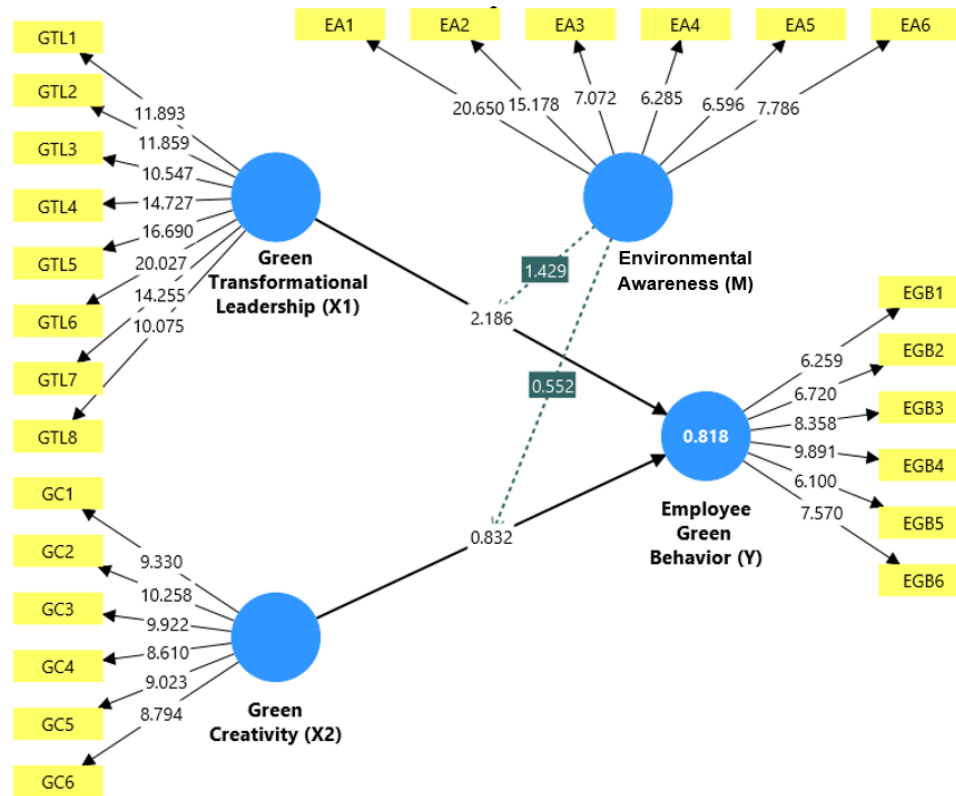 EA1
EA2
EA3
EA4
EA5
EA6
20.650
15.178
7.072
6.285
6.596
7.786
GTL1
GTL2
GTL3
GTL4
GTL5
GTL6
GTL7
GTL8
11.893
11.859
10.547
14.727
16.690
20.027
14.255
10.075
Green
Transformational
Leadership (X1)
Environmental
Awareness (M)
1.429
2.186
0.552
0.832
GC1
GC2
GC3
GC4
GC5
GC6
9.330
10.258
9.922
8.610
9.023
8.794
Green
Creativity (X2)
0.818
Employee
Green
Behavior (Y)
6.259
6.720
8.358
9.891
6.100
7.570
EGB1
EGB2
EGB3
EGB4
EGB5
EGB6